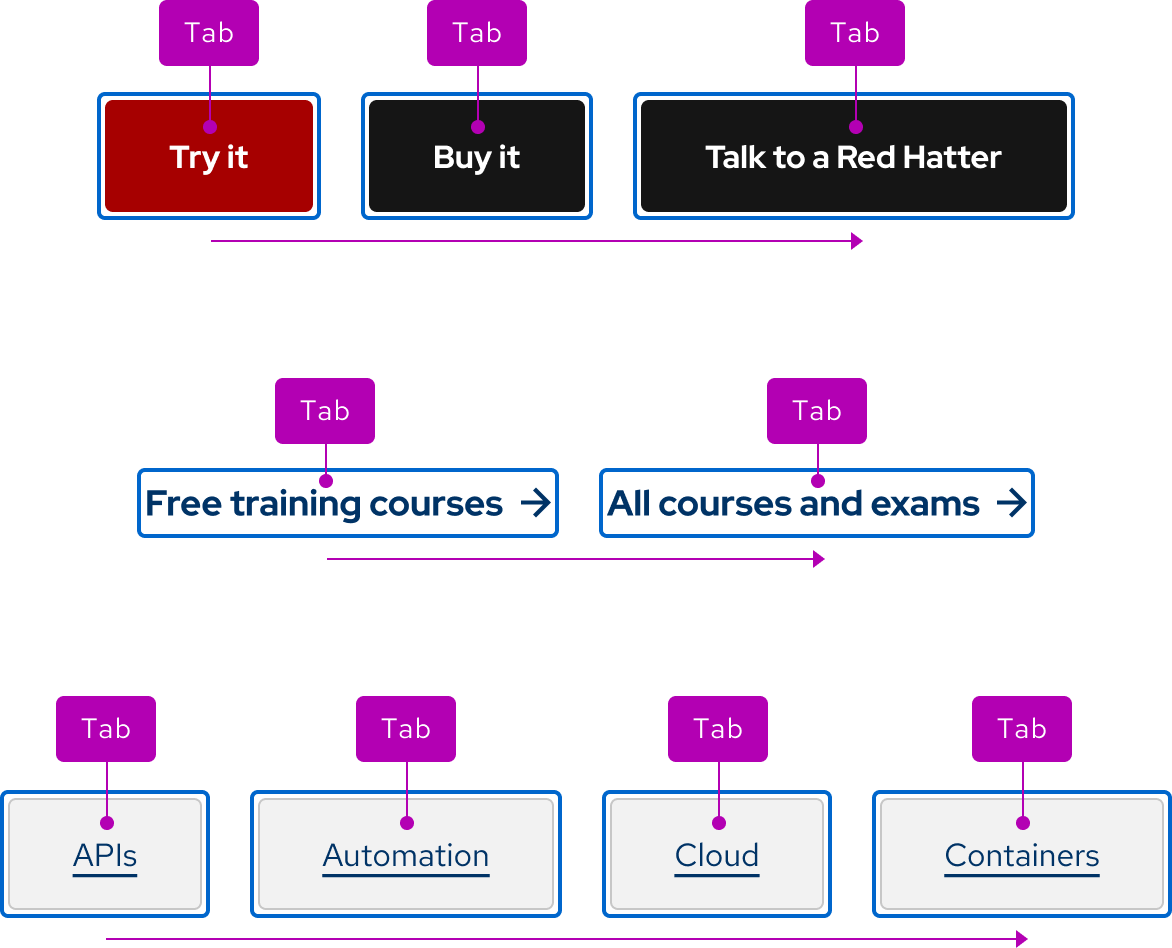 Tab Tab Tab
Try it Buy it Talk to a Red Hatter
Tab Tab
Free training courses → All courses and exams →
Tab Tab Tab Tab
APIs Automation Cloud Containers